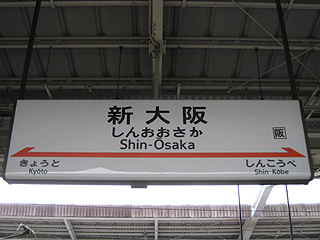 新大阪
しんおおさか
Shin-Ōsaka
阪
きょうと
Kyōto
しんこうべ
Shin-Kōbe